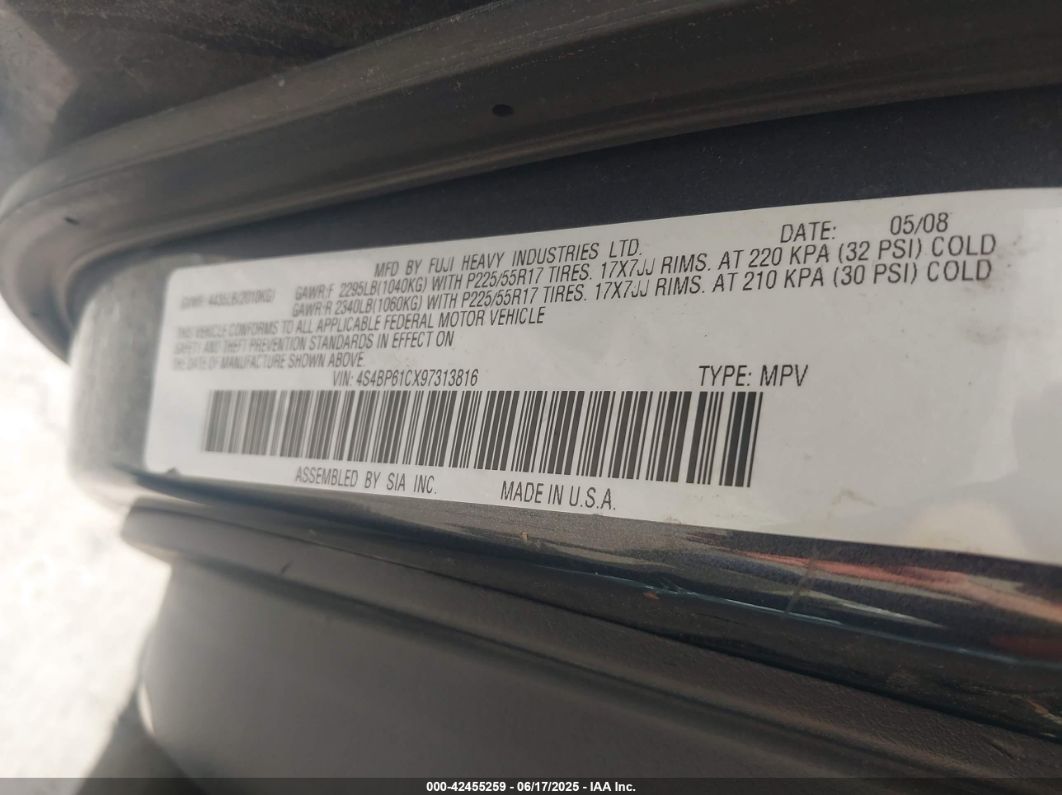 MFD BY FUJI HEAVY INDUSTRIES LTD. DATE: 05/08
GVWR: 4435LB(2010KG) GAWR:F 2295LB(1040KG) WITH P225/55R17 TIRES. 17X7JJ RIMS. AT 220 KPA (32 PSI) COLD
GAWR:R 2340LB(1060KG) WITH P225/55R17 TIRES. 17X7JJ RIMS. AT 210 KPA (30 PSI) COLD
THIS VEHICLE CONFORMS TO ALL APPLICABLE FEDERAL MOTOR VEHICLE
SAFETY AND THEFT PREVENTION STANDARDS IN EFFECT ON
THE DATE OF MANUFACTURE SHOWN ABOVE.
VIN: 4S4BP61CX97313816 TYPE: MPV
ASSEMBLED BY SIA INC. MADE IN U.S.A.
000-42455259 - 06/17/2025 - IAA Inc.